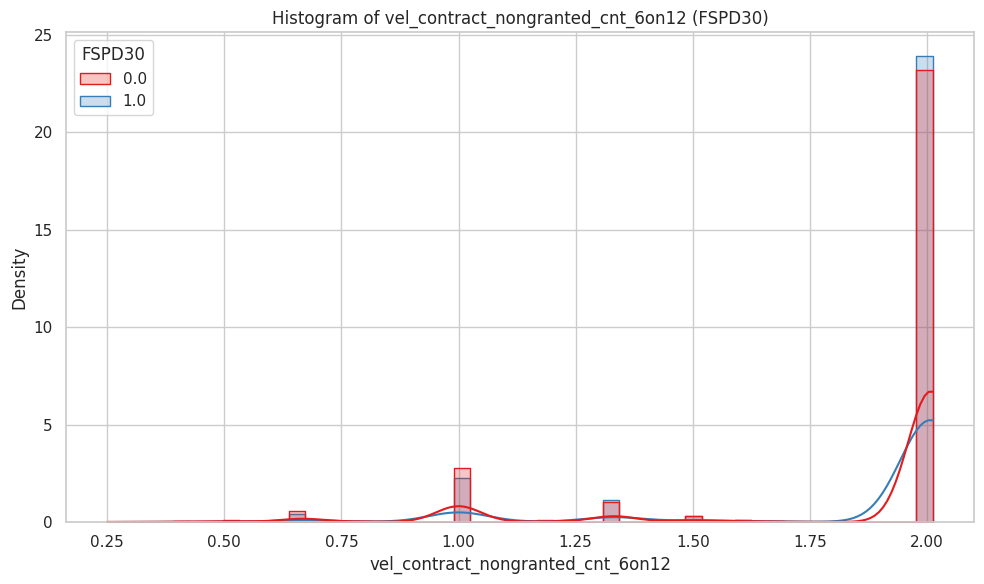 Histogram of vel_contract_nongranted_cnt_6on12 (FSPD30)
FSPD30
0.0
1.0
Density
25
20
15
10
5
0
0.25 0.50 0.75 1.00 1.25 1.50 1.75 2.00
vel_contract_nongranted_cnt_6on12